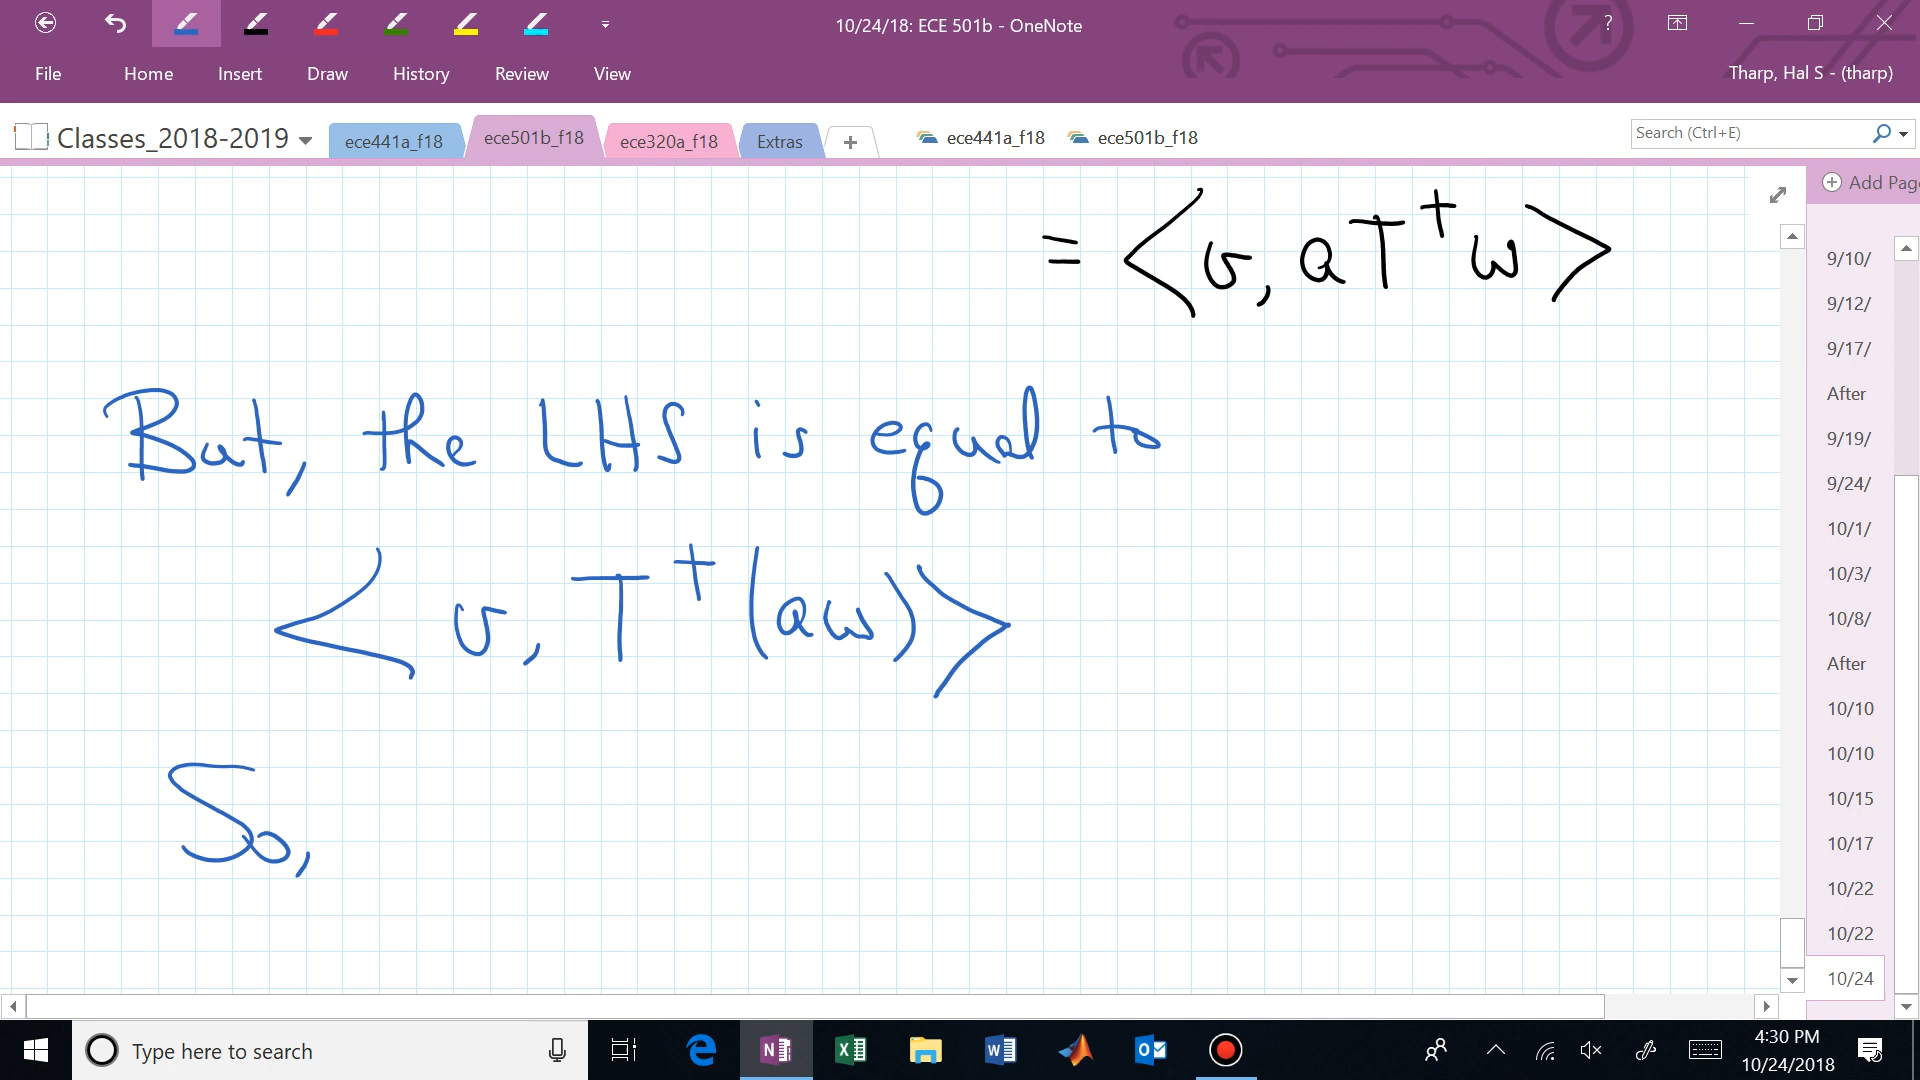 10/24/18: ECE 501b - OneNote
?
File Home Insert Draw History Review View
Tharp, Hal S - (tharp)
Classes_2018-2019
ece441a_f18
ece501b_f18
ece320a_f18
Extras
+
ece441a_f18
ece501b_f18
Search (Ctrl+E)
Add Page
= < v, a T† w >
But, the LHS is equal to
< v, T† (a w) >
So,
9/10/
9/12/
9/17/
After
9/19/
9/24/
10/1/
10/3/
10/8/
After
10/10
10/10
10/15
10/17
10/22
10/22
10/24
Type here to search
4:30 PM
10/24/2018